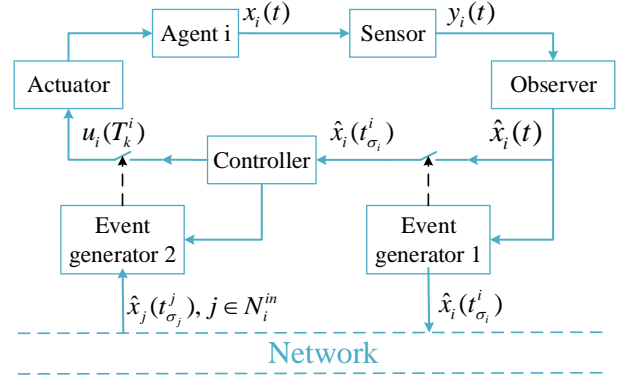 x_i(t)
y_i(t)
Agent i
Sensor
Actuator
Observer
u_i(T_k^i)
x̂_i(t_{σ_i}^i)
x̂_i(t)
Controller
Event
generator 2
Event
generator 1
x̂_j(t_{σ_j}^j), j ∈ N_i^{in}
x̂_i(t_{σ_i}^i)
Network